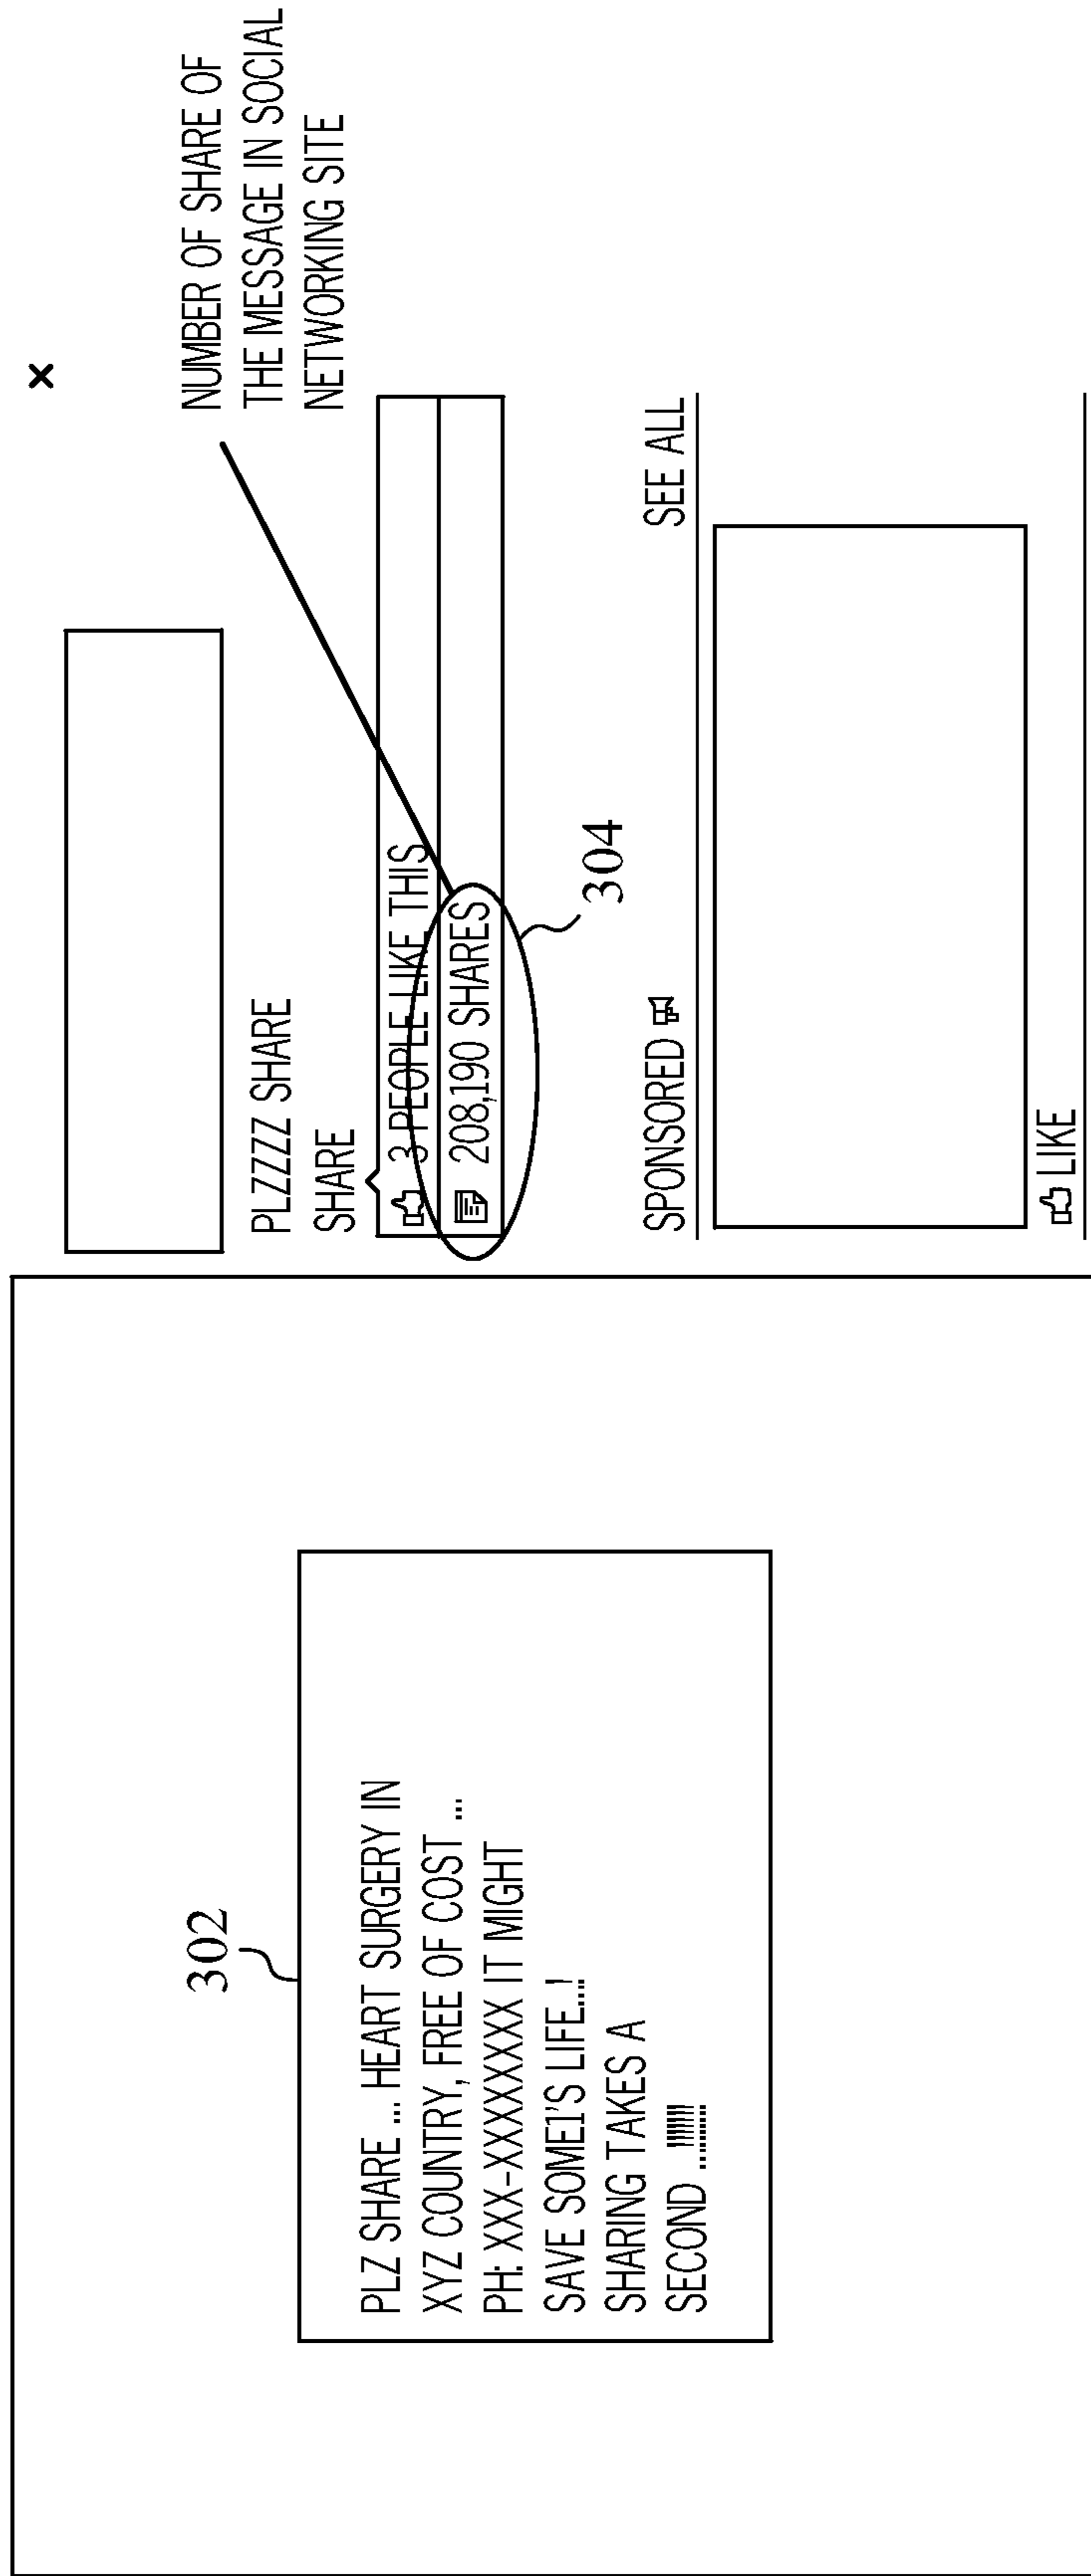 302
PLZ SHARE ... HEART SURGERY IN
XYZ COUNTRY, FREE OF COST ...
PH: XXX-XXXXXXX IT MIGHT
SAVE SOME1'S LIFE...!
SHARING TAKES A
SECOND ..!!!!!!!!
X
NUMBER OF SHARE OF
THE MESSAGE IN SOCIAL
NETWORKING SITE
PLZZZZ SHARE
SHARE
3 PEOPLE LIKE THIS
208,190 SHARES
304
SPONSORED SEE ALL
LIKE